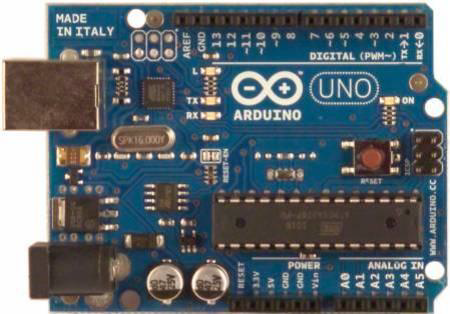 MADE
IN ITALY
AREF
GND
13
12
~11
~10
~9
8
7
~6
~5
4
~3
2
TX→1
RX←0
DIGITAL (PWM~)
L
TX
RX
ARDUINO
UNO
ON
SPK16.000Y
RESET-EN
RESET
ICSP
WWW.ARDUINO.CC
POWER
ANALOG IN
RESET
3.3V
5V
GND
GND
Vin
A0
A1
A2
A3
A4
A5